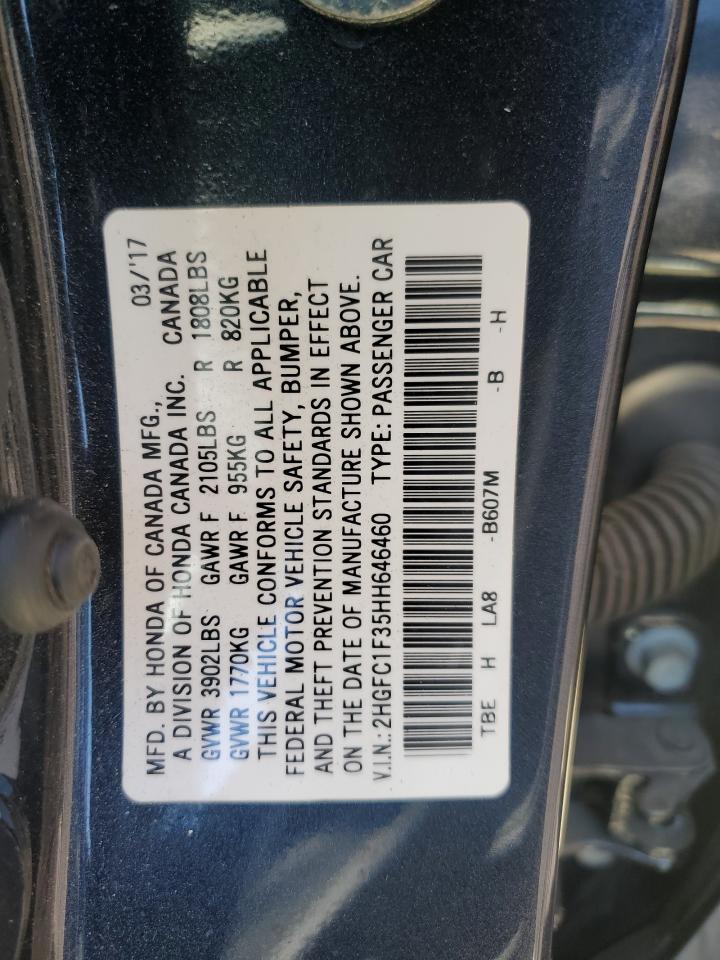 MFD. BY HONDA OF CANADA MFG., 03/'17
A DIVISION OF HONDA CANADA INC. CANADA
GVWR 3902LBS GAWR F 2105LBS R 1808LBS
GVWR 1770KG GAWR F 955KG R 820KG
THIS VEHICLE CONFORMS TO ALL APPLICABLE
FEDERAL MOTOR VEHICLE SAFETY, BUMPER,
AND THEFT PREVENTION STANDARDS IN EFFECT
ON THE DATE OF MANUFACTURE SHOWN ABOVE.
V.I.N.: 2HGFC1F35HH646460 TYPE: PASSENGER CAR
TBE H LA8 -B607M -B -H